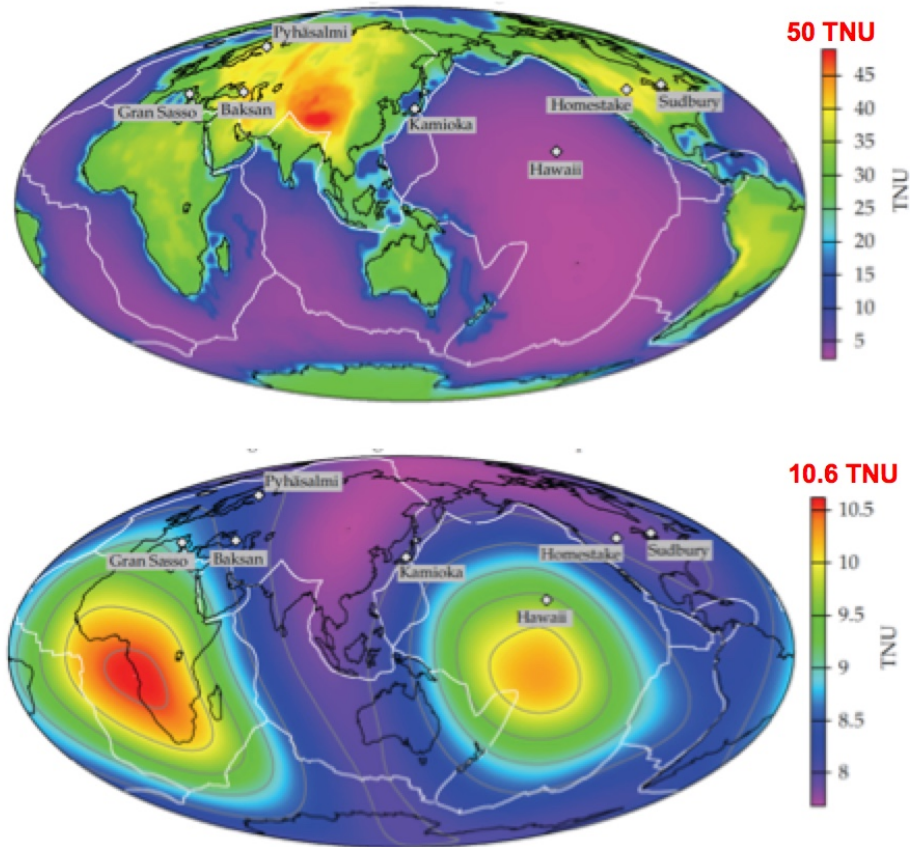 50 TNU
Pyhäsalmi
Gran Sasso
Baksan
Kamioka
Homestake
Sudbury
Hawaii
45
40
35
30
25
20
15
10
5
TNU
10.6 TNU
Pyhäsalmi
Gran Sasso
Baksan
Kamioka
Homestake
Sudbury
Hawaii
10.5
10
9.5
9
8.5
8
TNU